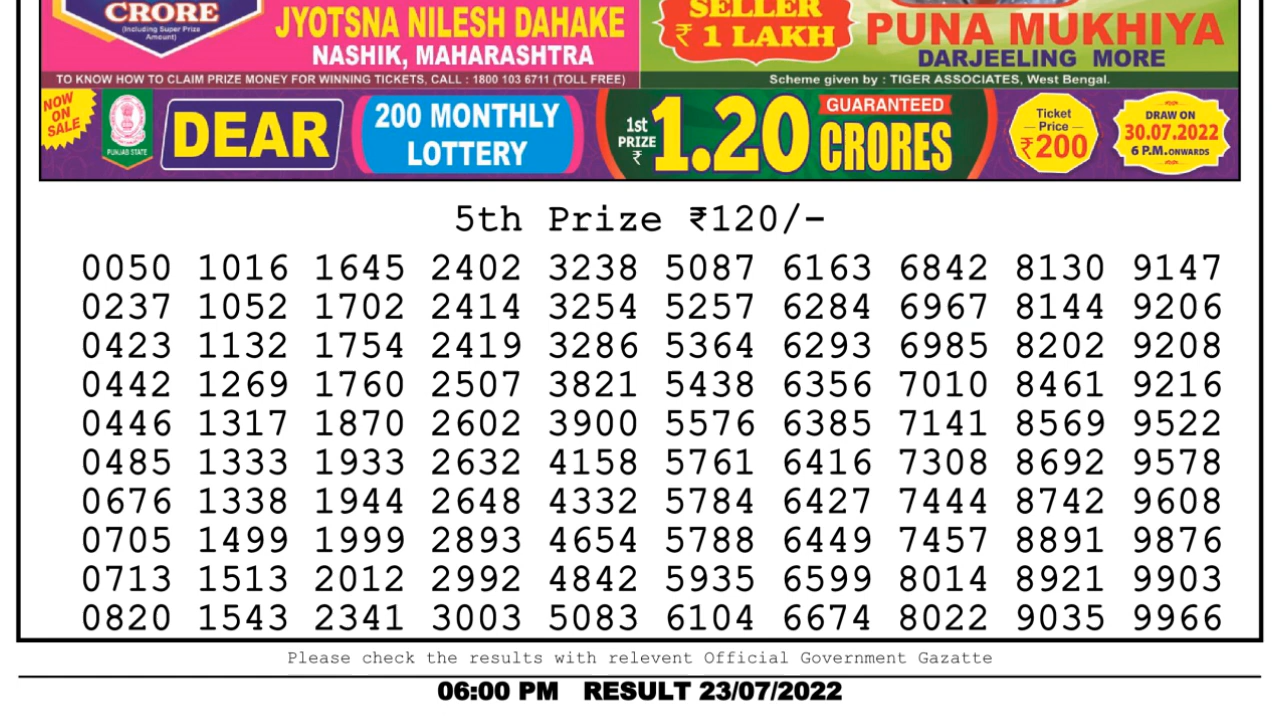 CRORE
(Including Super Prize
Amount)
JYOTSNA NILESH DAHAKE
NASHIK, MAHARASHTRA
SELLER
₹ 1 LAKH
PUNA MUKHIYA
DARJEELING MORE
TO KNOW HOW TO CLAIM PRIZE MONEY FOR WINNING TICKETS, CALL : 1800 103 6711 (TOLL FREE)
Scheme given by : TIGER ASSOCIATES, West Bengal.
NOW
ON
SALE
PUNJAB STATE
DEAR
200 MONTHLY
LOTTERY
1st
PRIZE
₹
1.20
GUARANTEED
CRORES
Ticket
Price
₹200
DRAW ON
30.07.2022
6 P.M. ONWARDS
5th Prize ₹120/-
0050 1016 1645 2402 3238 5087 6163 6842 8130 9147
0237 1052 1702 2414 3254 5257 6284 6967 8144 9206
0423 1132 1754 2419 3286 5364 6293 6985 8202 9208
0442 1269 1760 2507 3821 5438 6356 7010 8461 9216
0446 1317 1870 2602 3900 5576 6385 7141 8569 9522
0485 1333 1933 2632 4158 5761 6416 7308 8692 9578
0676 1338 1944 2648 4332 5784 6427 7444 8742 9608
0705 1499 1999 2893 4654 5788 6449 7457 8891 9876
0713 1513 2012 2992 4842 5935 6599 8014 8921 9903
0820 1543 2341 3003 5083 6104 6674 8022 9035 9966
Please check the results with relevent Official Government Gazatte
06:00 PM RESULT 23/07/2022